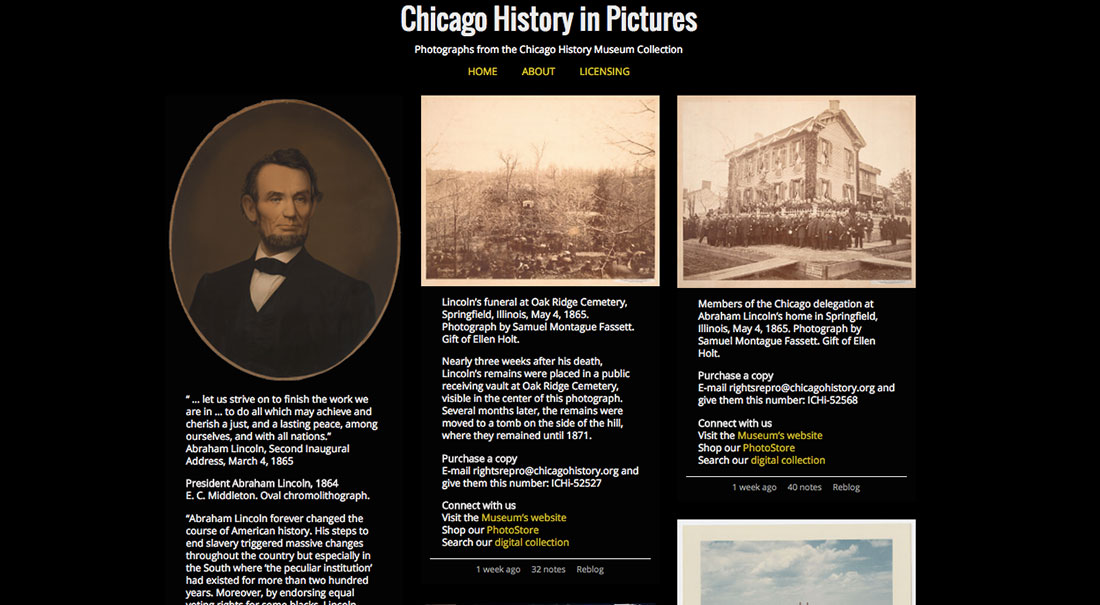 Chicago History in Pictures
Photographs from the Chicago History Museum Collection
HOME ABOUT LICENSING
“ ... let us strive on to finish the work we
are in ... to do all which may achieve and
cherish a just, and a lasting peace, among
ourselves, and with all nations.”
Abraham Lincoln, Second Inaugural
Address, March 4, 1865
President Abraham Lincoln, 1864
E. C. Middleton. Oval chromolithograph.
“Abraham Lincoln forever changed the
course of American history. His steps to
end slavery triggered massive changes
throughout the country but especially in
the South where ‘the peculiar institution’
had existed for more than two hundred
years. Moreover, by endorsing equal
voting rights for some blacks, Lincoln
Lincoln’s funeral at Oak Ridge Cemetery,
Springfield, Illinois, May 4, 1865.
Photograph by Samuel Montague Fassett.
Gift of Ellen Holt.
Nearly three weeks after his death,
Lincoln’s remains were placed in a public
receiving vault at Oak Ridge Cemetery,
visible in the center of this photograph.
Several months later, the remains were
moved to a tomb on the side of the hill,
where they remained until 1871.
Purchase a copy
E-mail rightsrepro@chicagohistory.org and
give them this number: ICHi-52527
Connect with us
Visit the Museum’s website
Shop our PhotoStore
Search our digital collection
1 week ago 32 notes Reblog
Members of the Chicago delegation at
Abraham Lincoln’s home in Springfield,
Illinois, May 4, 1865. Photograph by
Samuel Montague Fassett. Gift of Ellen
Holt.
Purchase a copy
E-mail rightsrepro@chicagohistory.org and
give them this number: ICHi-52568
Connect with us
Visit the Museum’s website
Shop our PhotoStore
Search our digital collection
1 week ago 40 notes Reblog